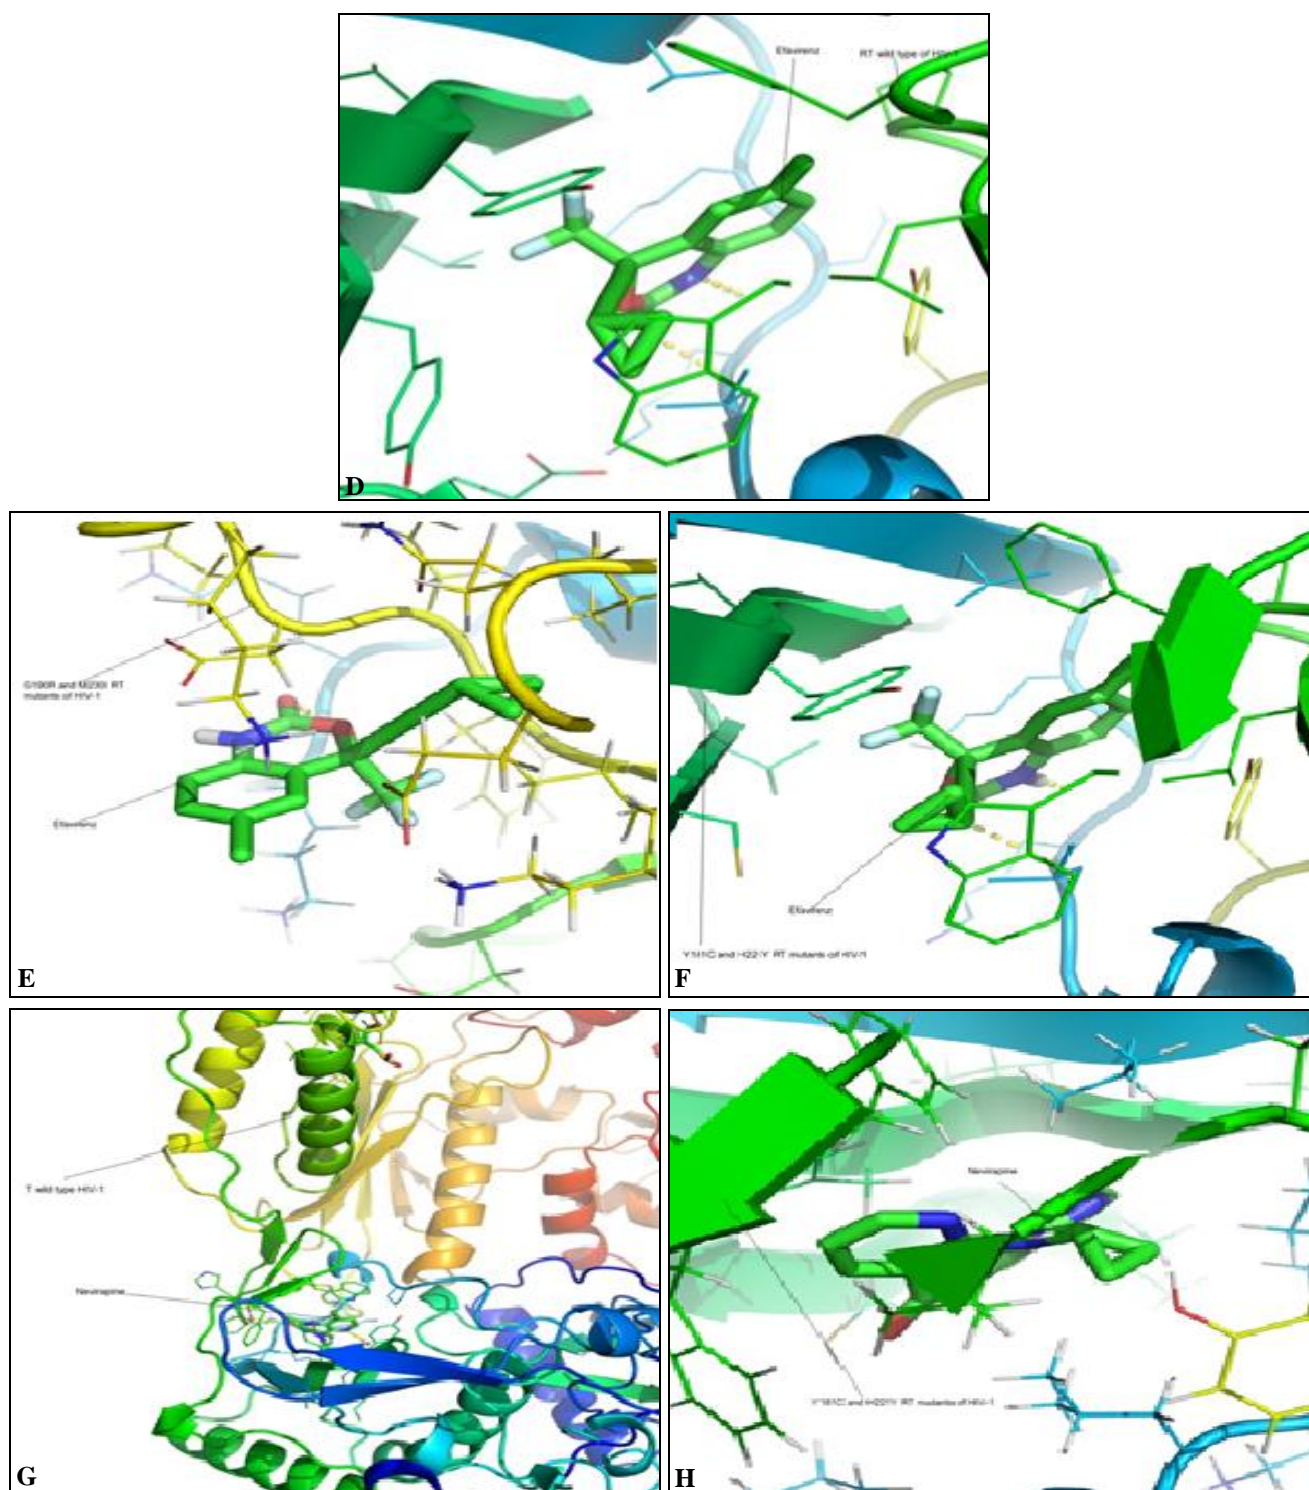 Efavirenz
RT wild type of HIV-1
D
G190R and M230I RT
mutants of HIV-1
Efavirenz
E
Efavirenz
Y181C and H221Y RT mutants of HIV-1
F
T wild type HIV-1
Nevirapine
G
Nevirapine
Y181C and H221Y RT mutants of HIV-1
H